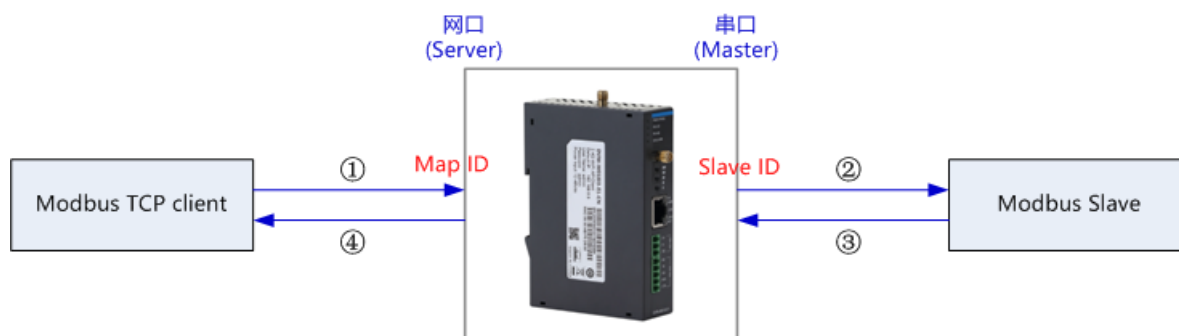 网口
(Server)
串口
(Master)
①
Map ID
Slave ID
②
Modbus TCP client
Modbus Slave
④
③